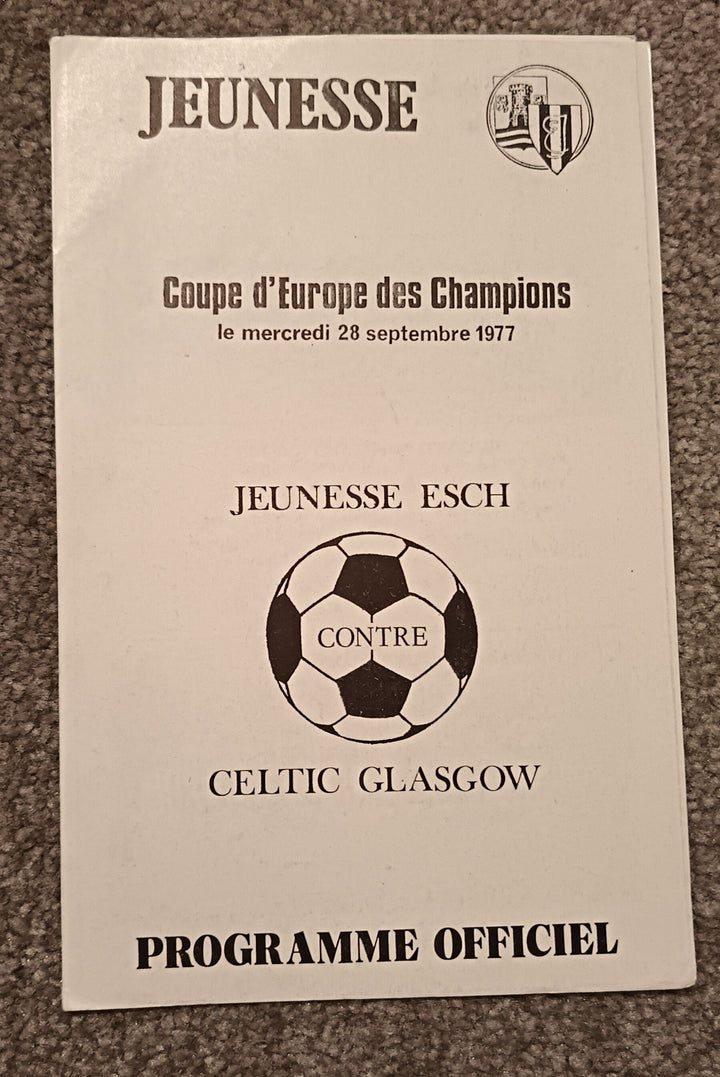 JEUNESSE
Coupe d'Europe des Champions
le mercredi 28 septembre 1977
JEUNESSE ESCH
CONTRE
CELTIC GLASGOW
PROGRAMME OFFICIEL